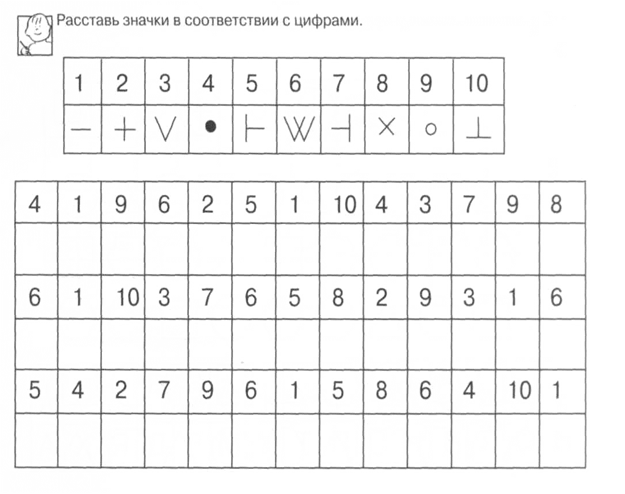 Расставь значки в соответствии с цифрами.
1 2 3 4 5 6 7 8 9 10
— + V ● ⊢ W ⊣ × ○ ⊥
4 1 9 6 2 5 1 10 4 3 7 9 8
6 1 10 3 7 6 5 8 2 9 3 1 6
5 4 2 7 9 6 1 5 8 6 4 10 1